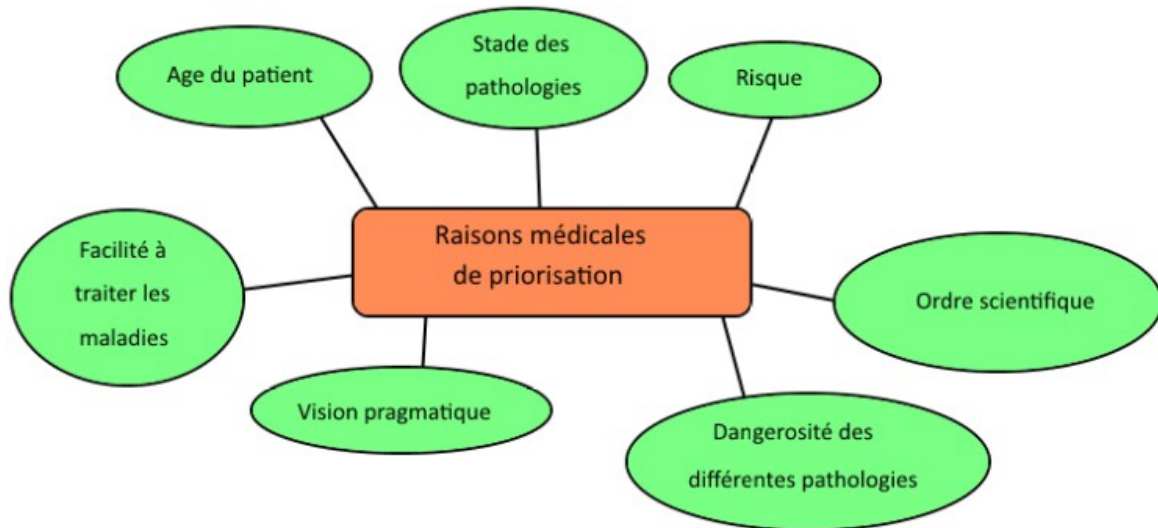 Age du patient
Stade des
pathologies
Risque
Raisons médicales
de priorisation
Facilité à
traiter les
maladies
Ordre scientifique
Vision pragmatique
Dangerosité des
différentes pathologies